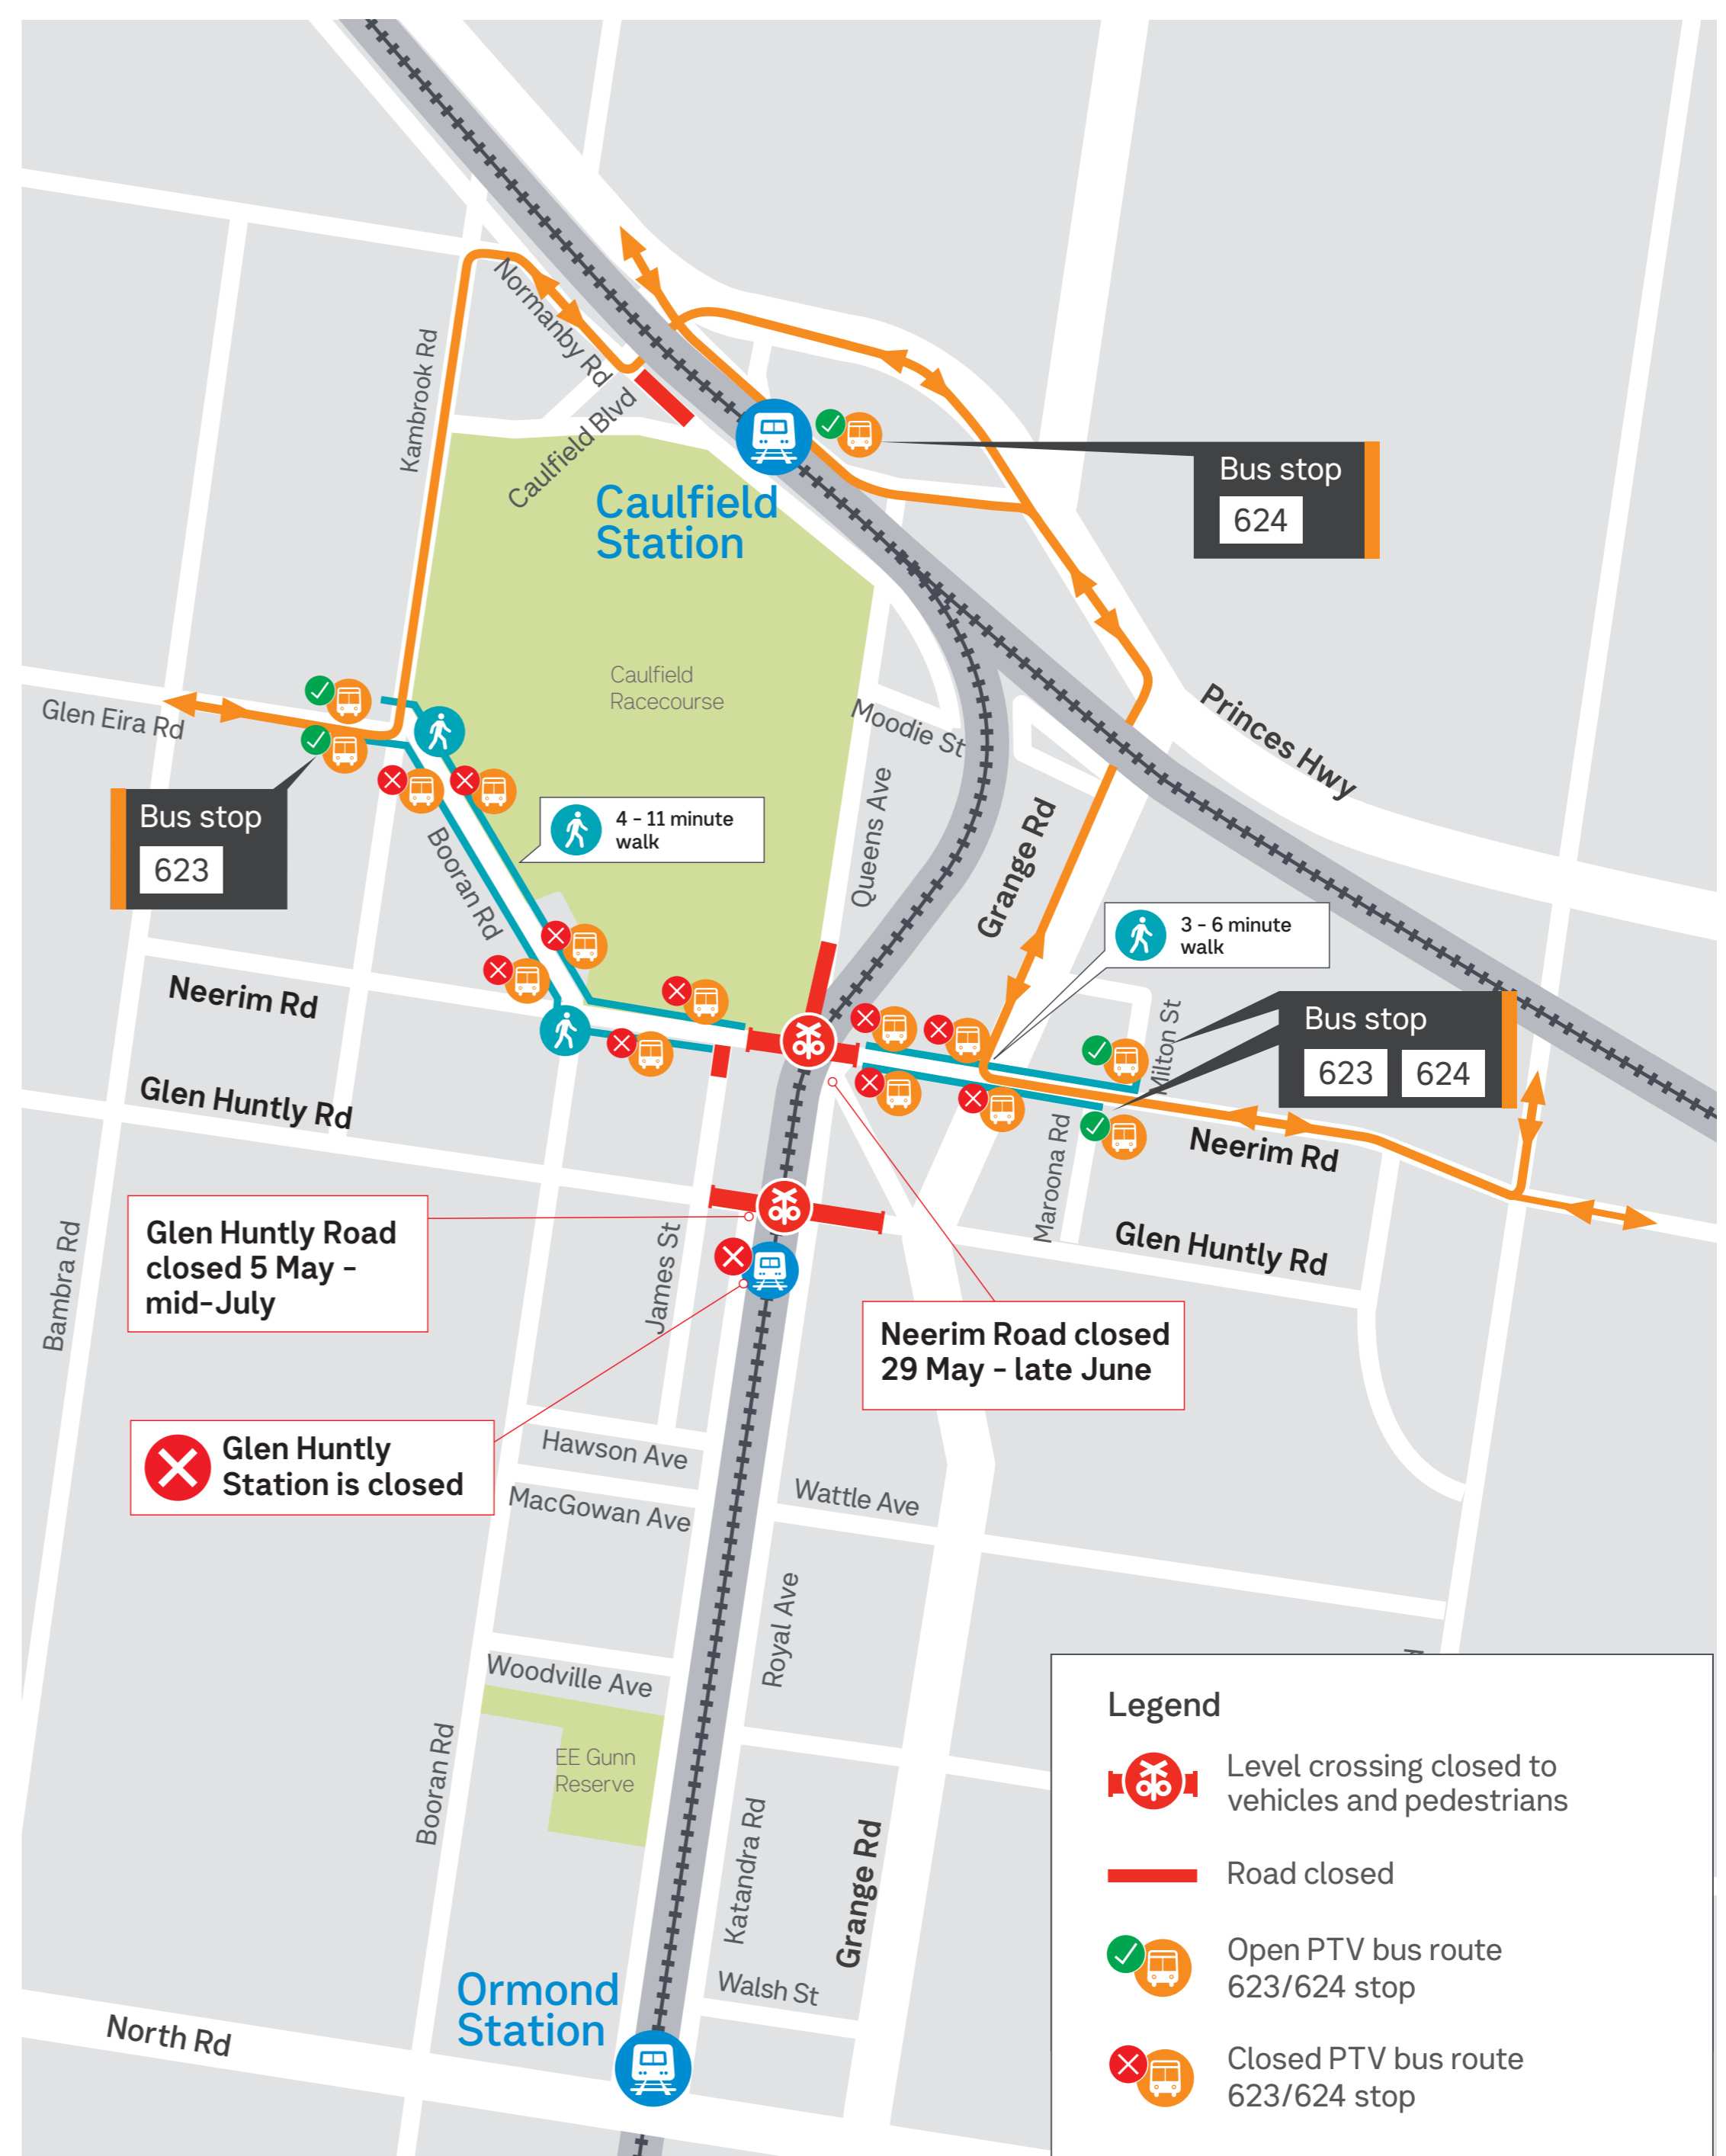 Normanby Rd
Kambrook Rd
Caulfield Blvd
Caulfield
Station
Bus stop
624
Caulfield
Racecourse
Glen Eira Rd
Moodie St
Princes Hwy
Queens Ave
Grange Rd
Bus stop
623
4 - 11 minute
walk
Booran Rd
3 - 6 minute
walk
Neerim Rd
Milton St
Bus stop
623
624
Glen Huntly Rd
Maroona Rd
Neerim Rd
Glen Huntly Road
closed 5 May -
mid-July
Bambra Rd
James St
Glen Huntly Rd
Neerim Road closed
29 May - late June
Glen Huntly
Station is closed
Hawson Ave
MacGowan Ave
Wattle Ave
Royal Ave
Woodville Ave
EE Gunn
Reserve
Booran Rd
Katandra Rd
Grange Rd
Walsh St
Ormond
Station
North Rd
Legend
Level crossing closed to
vehicles and pedestrians
Road closed
Open PTV bus route
623/624 stop
Closed PTV bus route
623/624 stop